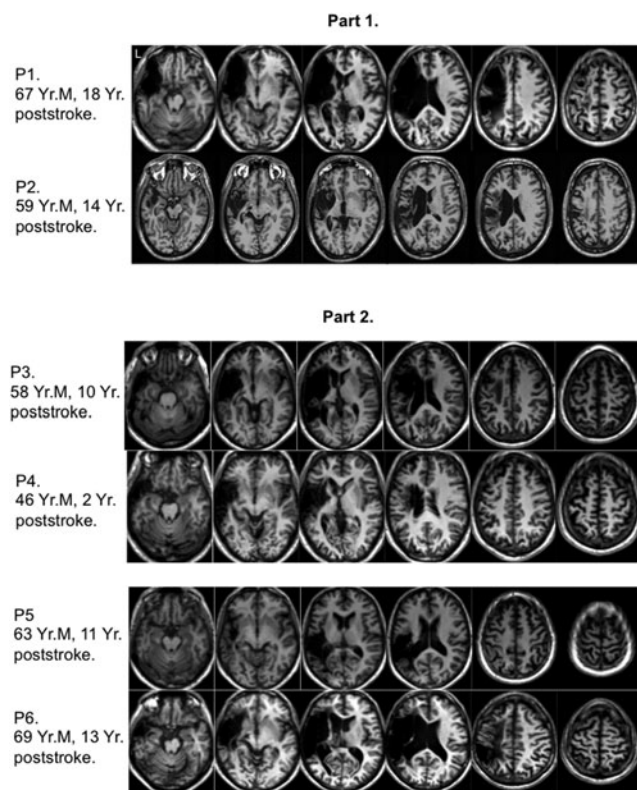 Part 1.
L
P1.
67 Yr.M, 18 Yr.
poststroke.
P2.
59 Yr.M, 14 Yr.
poststroke.
Part 2.
P3.
58 Yr.M, 10 Yr.
poststroke.
P4.
46 Yr.M, 2 Yr.
poststroke.
P5
63 Yr.M, 11 Yr.
poststroke.
P6.
69 Yr.M, 13 Yr.
poststroke.